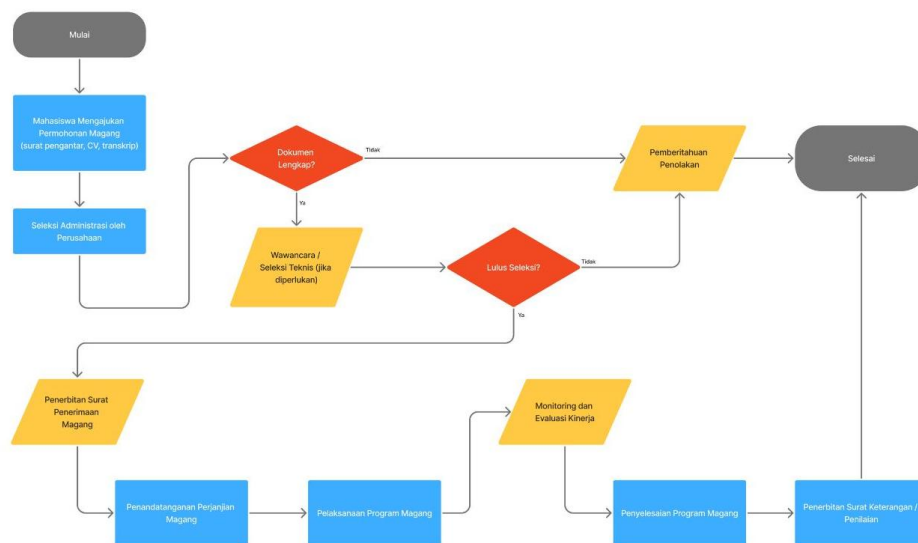 Mulai
Mahasiswa Mengajukan
Permohonan Magang
(surat pengantar, CV, transkrip)
Seleksi Administrasi oleh
Perusahaan
Dokumen
Lengkap?
Tidak
Ya
Pemberitahuan
Penolakan
Selesai
Wawancara /
Seleksi Teknis (jika
diperlukan)
Lulus Seleksi?
Tidak
Ya
Penerbitan Surat
Penerimaan
Magang
Penandatanganan Perjanjian
Magang
Pelaksanaan Program Magang
Monitoring dan
Evaluasi Kinerja
Penyelesaian Program Magang
Penerbitan Surat Keterangan /
Penilaian